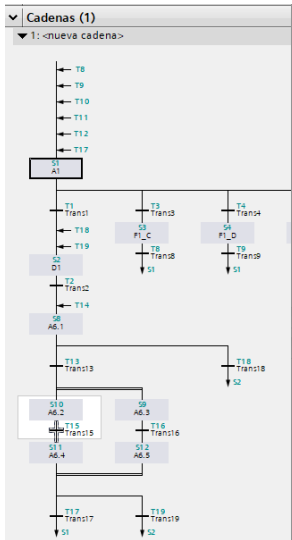 Cadenas (1)
1: <nueva cadena>
T8
T9
T10
T11
T12
T17
S1
A1
T1
Trans1
T3
Trans3
T4
Trans4
T18
T19
S3
F1_C
S4
F1_D
S2
D1
T8
Trans8
T9
Trans9
S1
S1
T2
Trans2
T14
S8
A6.1
T13
Trans13
T18
Trans18
S2
S10
A6.2
S9
A6.3
T15
Trans15
T16
Trans16
S11
A6.4
S12
A6.5
T17
Trans17
T19
Trans19
S1
S2